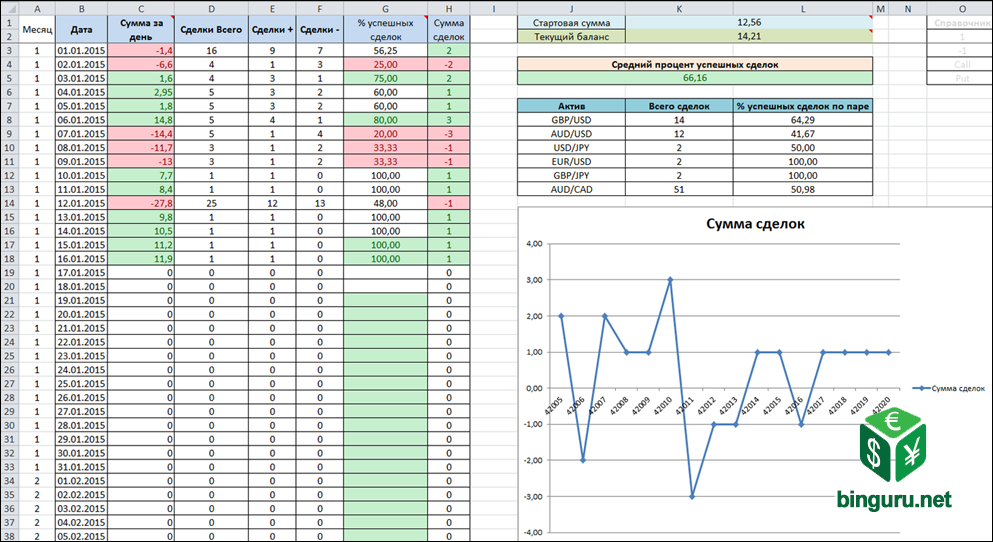 A B C D E F G H I J K L M N O
1 Месяц Дата Сумма за день Сделки Всего Сделки + Сделки - % успешных сделок Сумма сделок Стартовая сумма 12,56 Справочник
2 Текущий баланс 14,21 1
3 1 01.01.2015 -1,4 16 9 7 56,25 2 -1
4 1 02.01.2015 -6,6 4 1 3 25,00 -2 Средний процент успешных сделок Call
5 1 03.01.2015 1,6 4 3 1 75,00 2 66,16 Put
6 1 04.01.2015 2,95 5 3 2 60,00 1
7 1 05.01.2015 1,8 5 3 2 60,00 1 Актив Всего сделок % успешных сделок по паре
8 1 06.01.2015 14,8 5 4 1 80,00 3 GBP/USD 14 64,29
9 1 07.01.2015 -14,4 5 1 4 20,00 -3 AUD/USD 12 41,67
10 1 08.01.2015 -11,7 3 1 2 33,33 -1 USD/JPY 2 50,00
11 1 09.01.2015 -13 3 1 2 33,33 -1 EUR/USD 2 100,00
12 1 10.01.2015 7,7 1 1 0 100,00 1 GBP/JPY 2 100,00
13 1 11.01.2015 8,4 1 1 0 100,00 1 AUD/CAD 51 50,98
14 1 12.01.2015 -27,8 25 12 13 48,00 -1
15 1 13.01.2015 9,8 1 1 0 100,00 1
16 1 14.01.2015 10,5 1 1 0 100,00 1
17 1 15.01.2015 11,2 1 1 0 100,00 1
18 1 16.01.2015 11,9 1 1 0 100,00 1
19 1 17.01.2015 0 0 0 0 0
20 1 18.01.2015 0 0 0 0 0
21 1 19.01.2015 0 0 0 0 0
22 1 20.01.2015 0 0 0 0 0
23 1 21.01.2015 0 0 0 0 0
24 1 22.01.2015 0 0 0 0 0
25 1 23.01.2015 0 0 0 0 0
26 1 24.01.2015 0 0 0 0 0
27 1 25.01.2015 0 0 0 0 0
28 1 26.01.2015 0 0 0 0 0
29 1 27.01.2015 0 0 0 0 0
30 1 28.01.2015 0 0 0 0 0
31 1 29.01.2015 0 0 0 0 0
32 1 30.01.2015 0 0 0 0 0
33 1 31.01.2015 0 0 0 0 0
34 2 01.02.2015 0 0 0 0 0
35 2 02.02.2015 0 0 0 0 0
36 2 03.02.2015 0 0 0 0 0
37 2 04.02.2015 0 0 0 0 0
38 2 05.02.2015 0 0 0 0 0
Сумма сделок
4,00
3,00
2,00
1,00
0,00
-1,00
-2,00
-3,00
-4,00
42005 42006 42007 42008 42009 42010 42011 42012 42013 42014 42015 42016 42017 42018 42019 42020
Сумма сделок
€
$ ¥
binguru.net